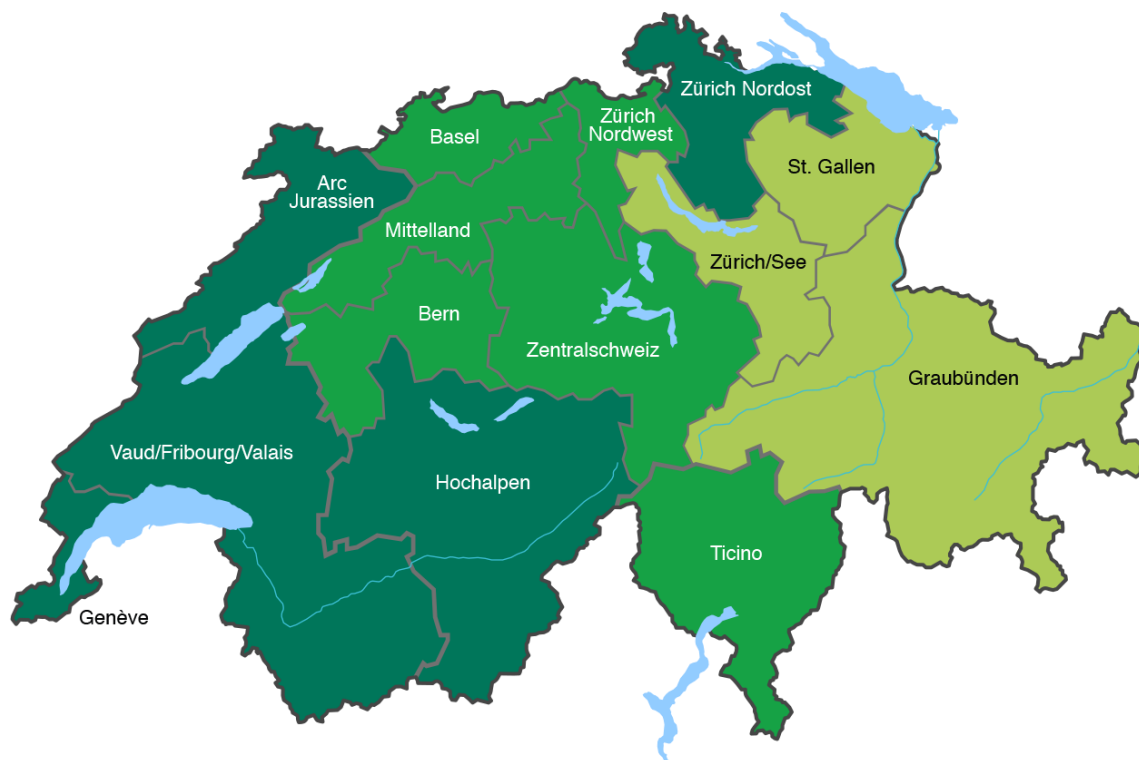 Zürich Nordost
Zürich
Nordwest
Basel
St. Gallen
Arc
Jurassien
Mittelland
Zürich/See
Bern
Zentralschweiz
Graubünden
Vaud/Fribourg/Valais
Hochalpen
Ticino
Genève